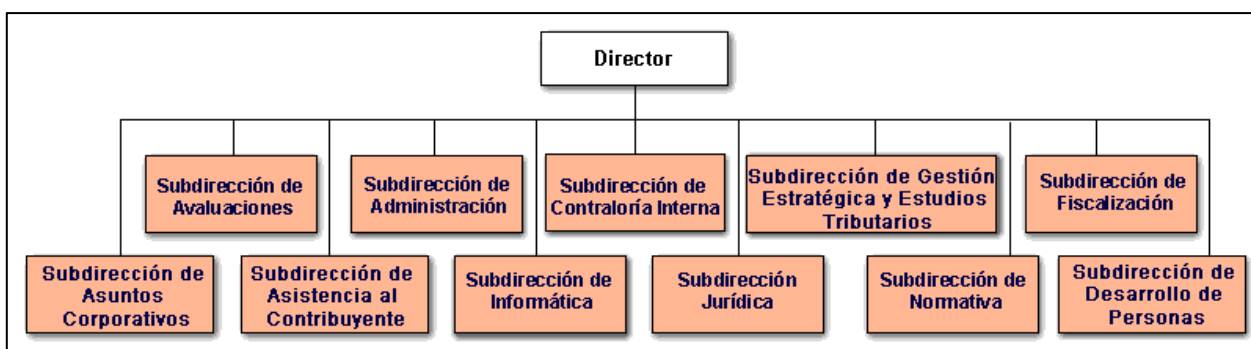 Director
Subdirección de
Avaluaciones
Subdirección de
Administración
Subdirección de
Contraloría Interna
Subdirección de Gestión
Estratégica y Estudios
Tributarios
Subdirección de
Fiscalización
Subdirección de
Asuntos
Corporativos
Subdirección de
Asistencia al
Contribuyente
Subdirección de
Informática
Subdirección
Jurídica
Subdirección de
Normativa
Subdirección de
Desarrollo de
Personas